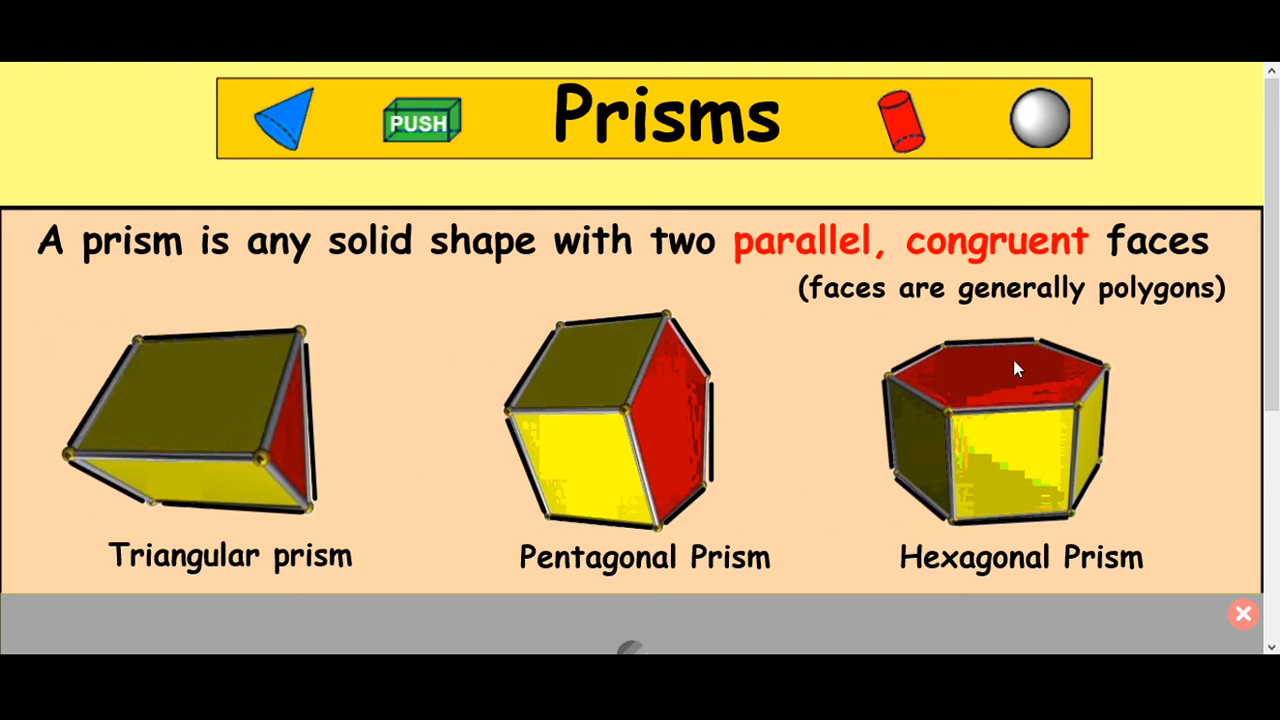 PUSH
Prisms
A prism is any solid shape with two parallel, congruent faces
(faces are generally polygons)
Triangular prism
Pentagonal Prism
Hexagonal Prism